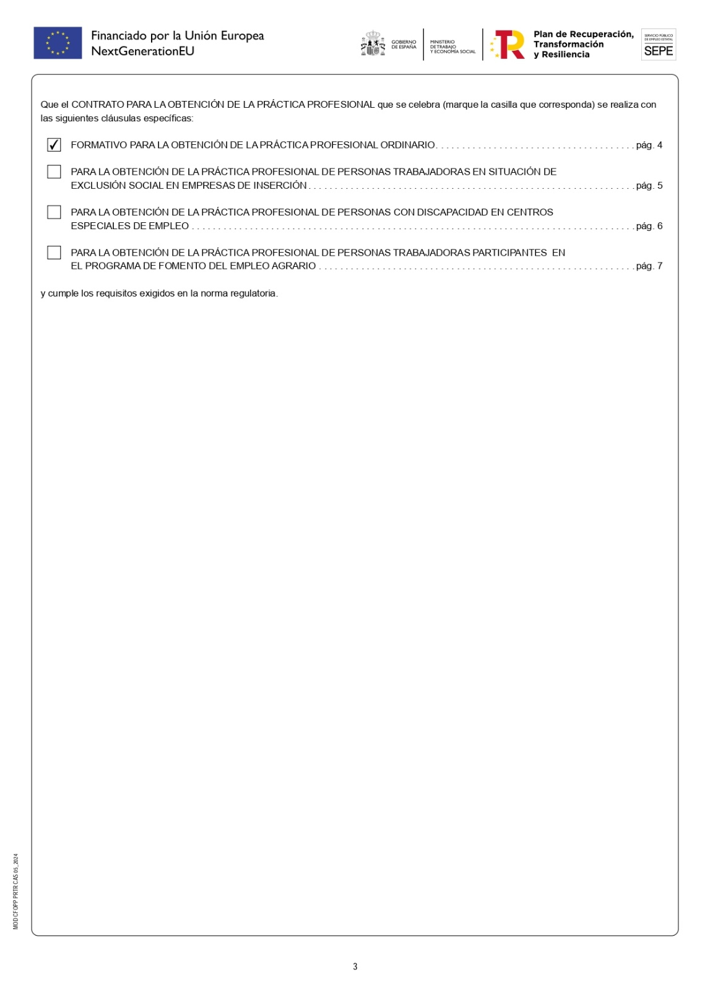 Financiado por la Unión Europea
NextGenerationEU
GOBIERNO
DE ESPAÑA
MINISTERIO
DE TRABAJO
Y ECONOMÍA SOCIAL
Plan de Recuperación,
Transformación
y Resiliencia
SERVICIO PÚBLICO
DE EMPLEO ESTATAL
SEPE
Que el CONTRATO PARA LA OBTENCIÓN DE LA PRÁCTICA PROFESIONAL que se celebra (marque la casilla que corresponda) se realiza con
las siguientes cláusulas específicas:
FORMATIVO PARA LA OBTENCIÓN DE LA PRÁCTICA PROFESIONAL ORDINARIO. . . . . . . . . . . . . . . . . . . . . . . . . . . . . . . . . . . . . . pág. 4
PARA LA OBTENCIÓN DE LA PRÁCTICA PROFESIONAL DE PERSONAS TRABAJADORAS EN SITUACIÓN DE
EXCLUSIÓN SOCIAL EN EMPRESAS DE INSERCIÓN . . . . . . . . . . . . . . . . . . . . . . . . . . . . . . . . . . . . . . . . . . . . . . . . . . . . . . . . . . . . . . pág. 5
PARA LA OBTENCIÓN DE LA PRÁCTICA PROFESIONAL DE PERSONAS CON DISCAPACIDAD EN CENTROS
ESPECIALES DE EMPLEO . . . . . . . . . . . . . . . . . . . . . . . . . . . . . . . . . . . . . . . . . . . . . . . . . . . . . . . . . . . . . . . . . . . . . . . . . . . . . . . . . . . . pág. 6
PARA LA OBTENCIÓN DE LA PRÁCTICA PROFESIONAL DE PERSONAS TRABAJADORAS PARTICIPANTES EN
EL PROGRAMA DE FOMENTO DEL EMPLEO AGRARIO . . . . . . . . . . . . . . . . . . . . . . . . . . . . . . . . . . . . . . . . . . . . . . . . . . . . . . . . . . . . pág. 7
y cumple los requisitos exigidos en la norma regulatoria.
MOD CFOPP PRTR CAS 05_2024
3